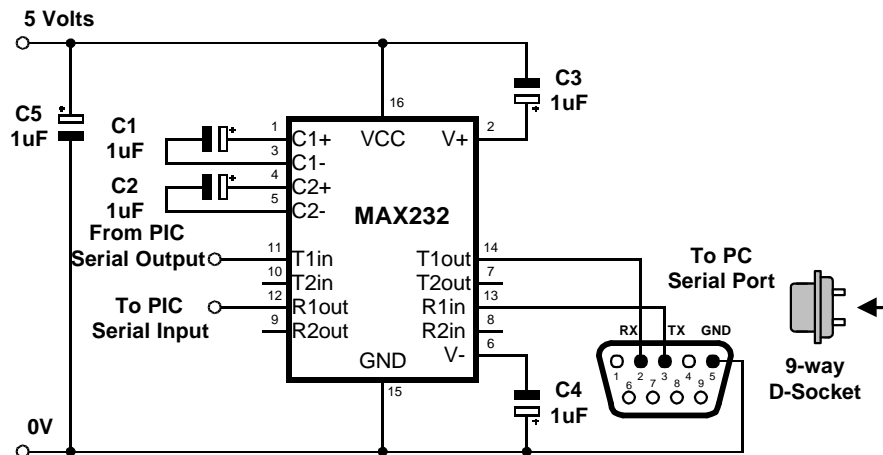 5 Volts
C5
1uF
+
C1
1uF
+
C2
1uF
+
C3
1uF
+
16
1
3
4
5
C1+
C1-
C2+
C2-
VCC
V+
2
MAX232
From PIC
Serial Output
11
10
12
9
T1in
T2in
R1out
R2out
To PIC
Serial Input
T1out
T2out
R1in
R2in
V-
14
7
13
8
6
GND
15
C4
1uF
+
To PC
Serial Port
RX
TX
GND
1
2
3
4
5
6
7
8
9
9-way
D-Socket
0V